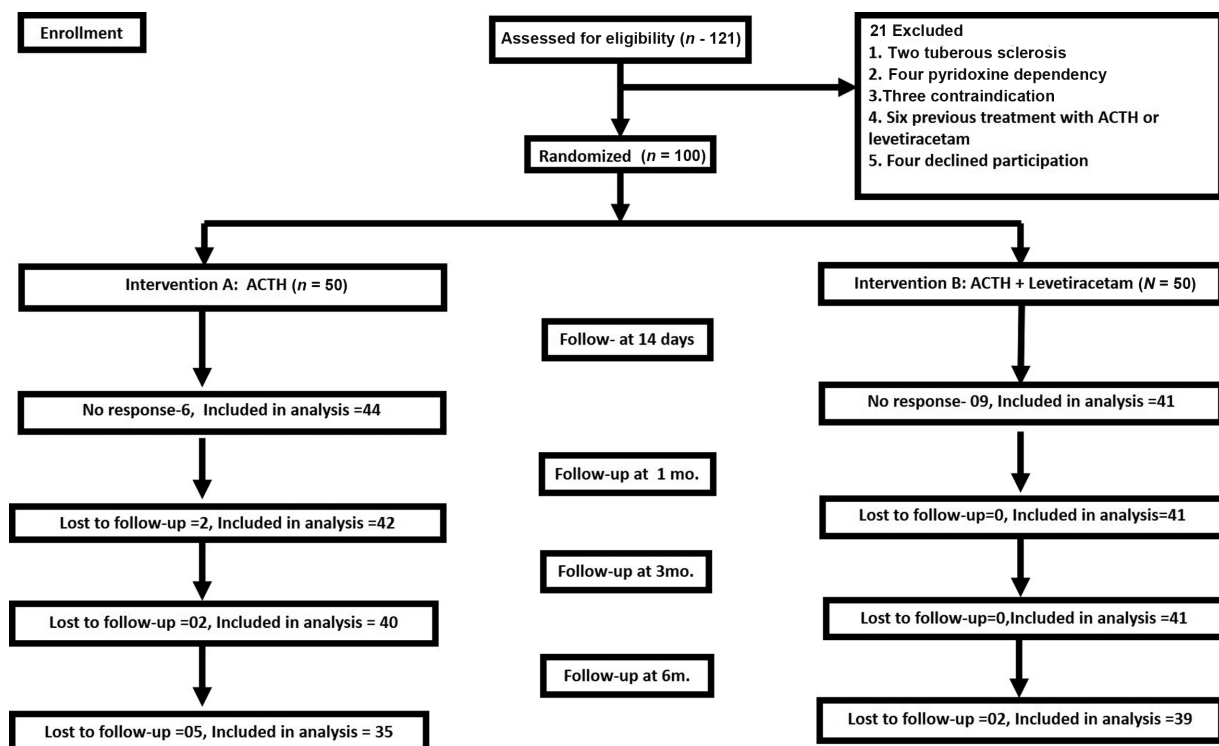 Enrollment
Assessed for eligibility (n - 121)
21 Excluded
1. Two tuberous sclerosis
2. Four pyridoxine dependency
3.Three contraindication
4. Six previous treatment with ACTH or
levetiracetam
5. Four declined participation
Randomized (n = 100)
Intervention A: ACTH (n = 50)
Intervention B: ACTH + Levetiracetam (N = 50)
Follow- at 14 days
No response-6, Included in analysis =44
No response- 09, Included in analysis =41
Follow-up at 1 mo.
Lost to follow-up =2, Included in analysis =42
Lost to follow-up=0, Included in analysis=41
Follow-up at 3mo.
Lost to follow-up =02, Included in analysis = 40
Lost to follow-up=0,Included in analysis =41
Follow-up at 6m.
Lost to follow-up =05, Included in analysis = 35
Lost to follow-up =02, Included in analysis =39